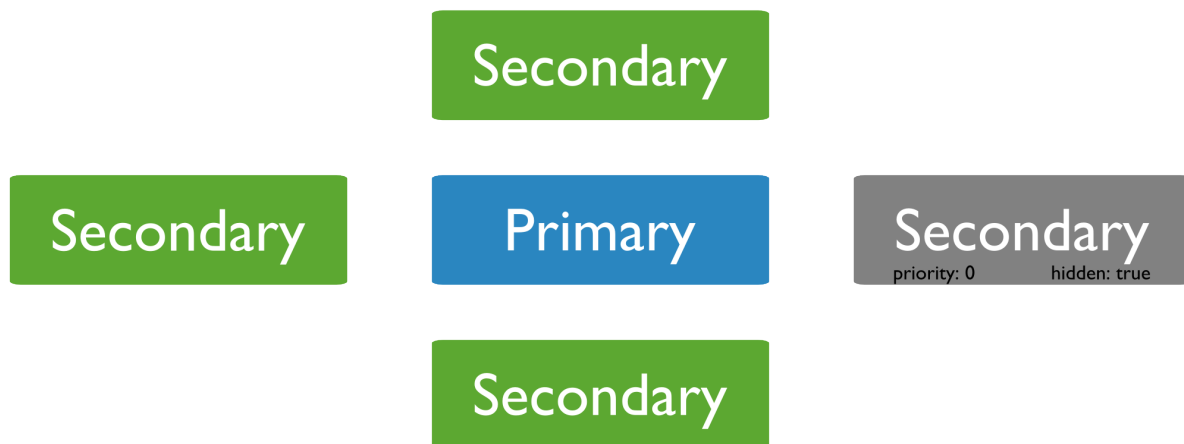 Secondary
Secondary
Primary
Secondary
priority: 0
hidden: true
Secondary